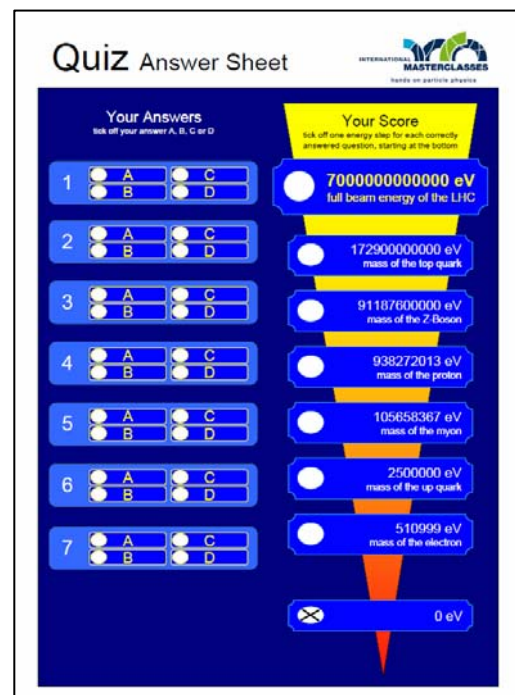 Quiz Answer Sheet
INTERNATIONAL
MASTERCLASSES
hands on particle physics
Your Answers
tick off your answer A, B, C or D
1
A C
B D
2
A C
B D
3
A C
B D
4
A C
B D
5
A C
B D
6
A C
B D
7
A C
B D
Your Score
tick off one energy step for each correctly
answered question, starting at the bottom
7000000000000 eV
full beam energy of the LHC
172900000000 eV
mass of the top quark
91187600000 eV
mass of the Z-Boson
938272013 eV
mass of the proton
105658367 eV
mass of the myon
2500000 eV
mass of the up quark
510999 eV
mass of the electron
0 eV